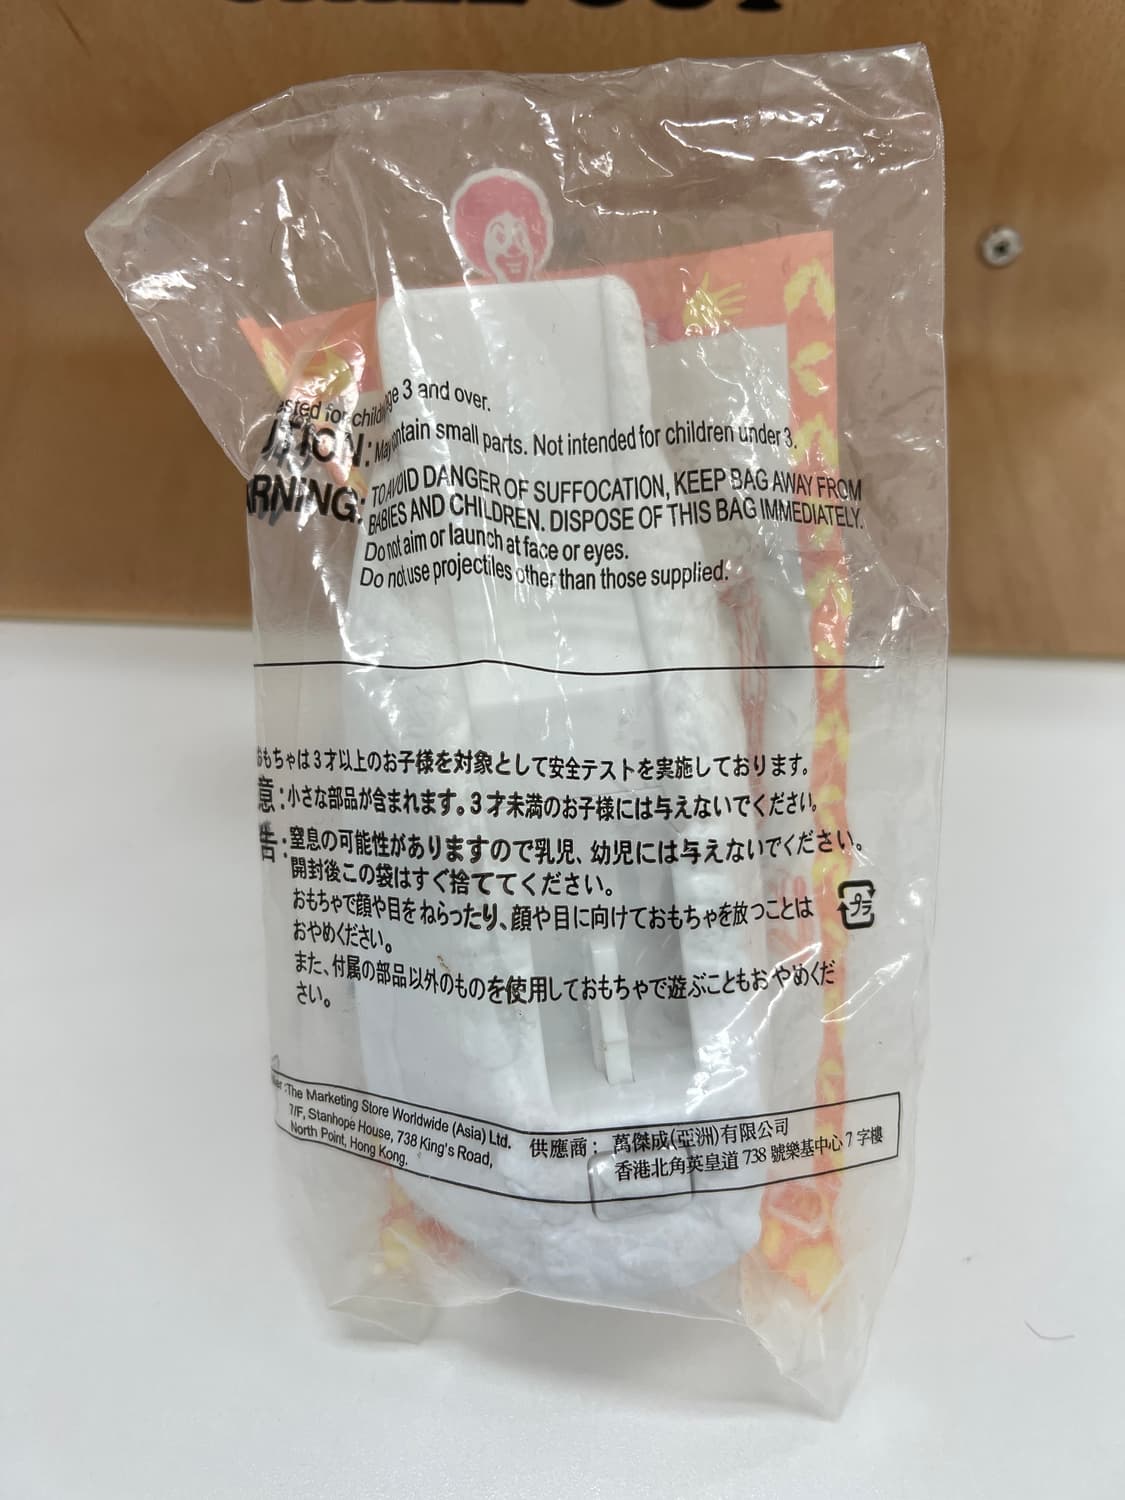 ested for child ge 3 and over.
UTION: May contain small parts. Not intended for children under 3.
ARNING: TO AVOID DANGER OF SUFFOCATION, KEEP BAG AWAY FROM
BABIES AND CHILDREN. DISPOSE OF THIS BAG IMMEDIATELY.
Do not aim or launch at face or eyes.
Do not use projectiles other than those supplied.
おもちゃは3才以上のお子様を対象として安全テストを実施しております。
意:小さな部品が含まれます。3才未満のお子様には与えないでください。
告:窒息の可能性がありますので乳児、幼児には与えないでください。
開封後この袋はすぐ捨ててください。
おもちゃで顔や目をねらったり、顔や目に向けておもちゃを放つことは
おやめください。
プラ
また、付属の部品以外のものを使用しておもちゃで遊ぶこともおやめくだ
さい。
lier :The Marketing Store Worldwide (Asia) Ltd.
7/F, Stanhope House, 738 King's Road,
North Point, Hong Kong.
供應商: 萬傑成(亞洲)有限公司
香港北角英皇道 738 號樂基中心 7 字樓